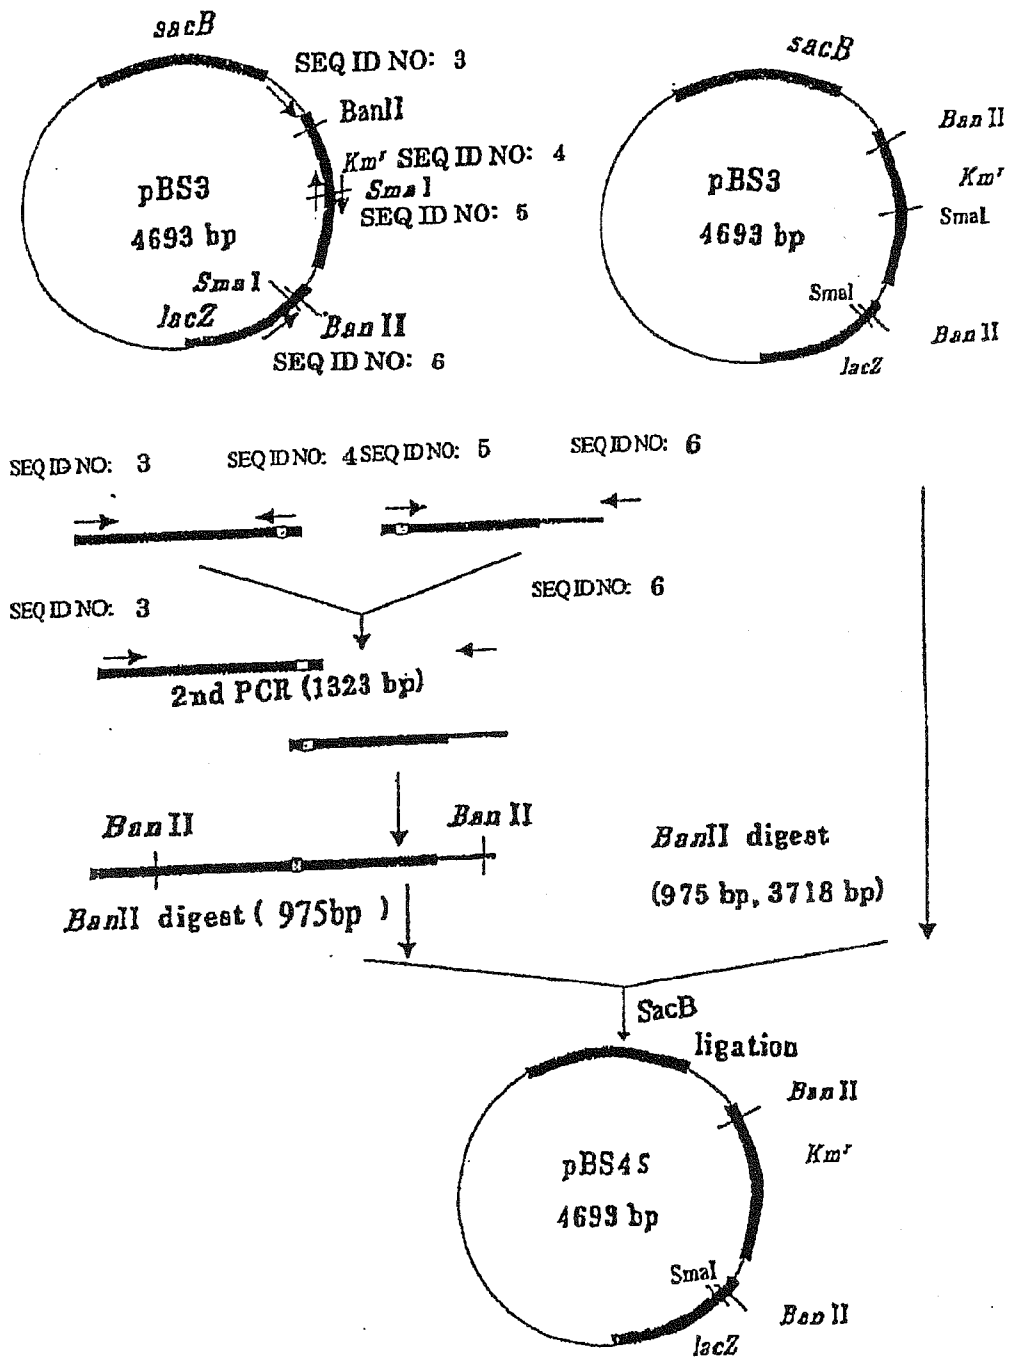 sacB
SEQ ID NO: 3
BanII
Kmʳ SEQ ID NO: 4
SmaI
SEQ ID NO: 5
pBS3
4693 bp
SmaI
lacZ
BanII
SEQ ID NO: 6
sacB
BanII
Kmʳ
SmaI
pBS3
4693 bp
SmaI
BanII
lacZ
SEQ ID NO: 3
SEQ ID NO: 4
SEQ ID NO: 5
SEQ ID NO: 6
SEQ ID NO: 3
SEQ ID NO: 6
2nd PCR (1323 bp)
BanII
BanII
BanII digest ( 975bp )
BanII digest
(975 bp, 3718 bp)
SacB
ligation
BanII
Kmʳ
pBS4S
4693 bp
SmaI
BanII
lacZ